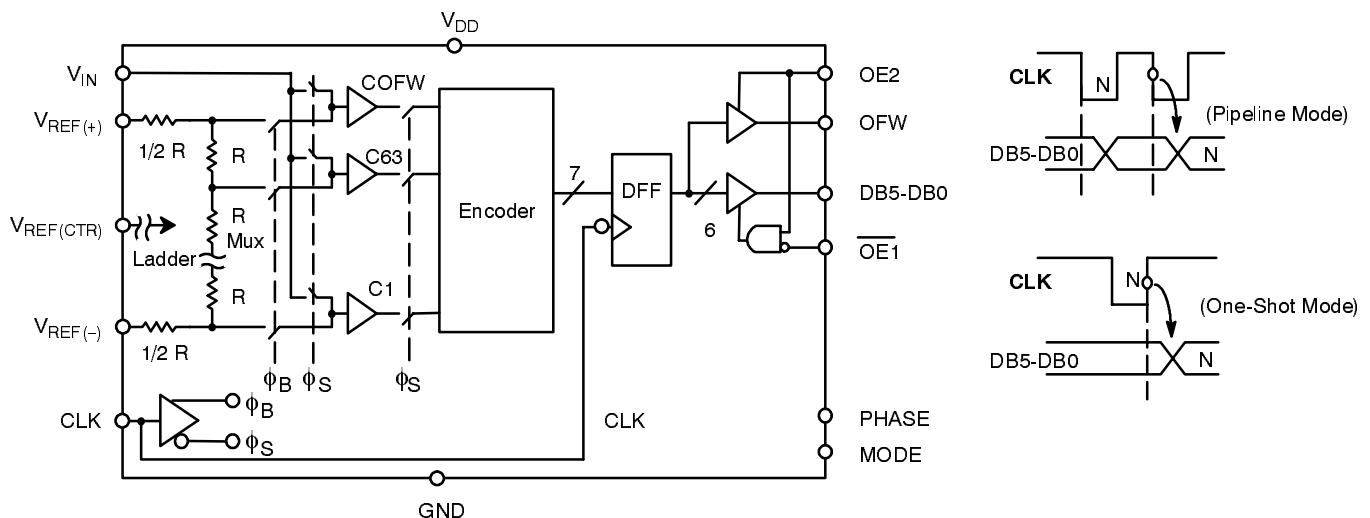 VDD
VIN
VREF(+)
1/2 R
R
R
Mux
VREF(CTR)
Ladder
R
VREF(−)
1/2 R
COFW
C63
C1
ϕB
ϕS
ϕS
Encoder
7
DFF
6
OE2
OFW
DB5-DB0
OE1
CLK
ϕB
ϕS
CLK
PHASE
MODE
GND
CLK
N
(Pipeline Mode)
DB5-DB0
N
CLK
N
(One-Shot Mode)
DB5-DB0
N